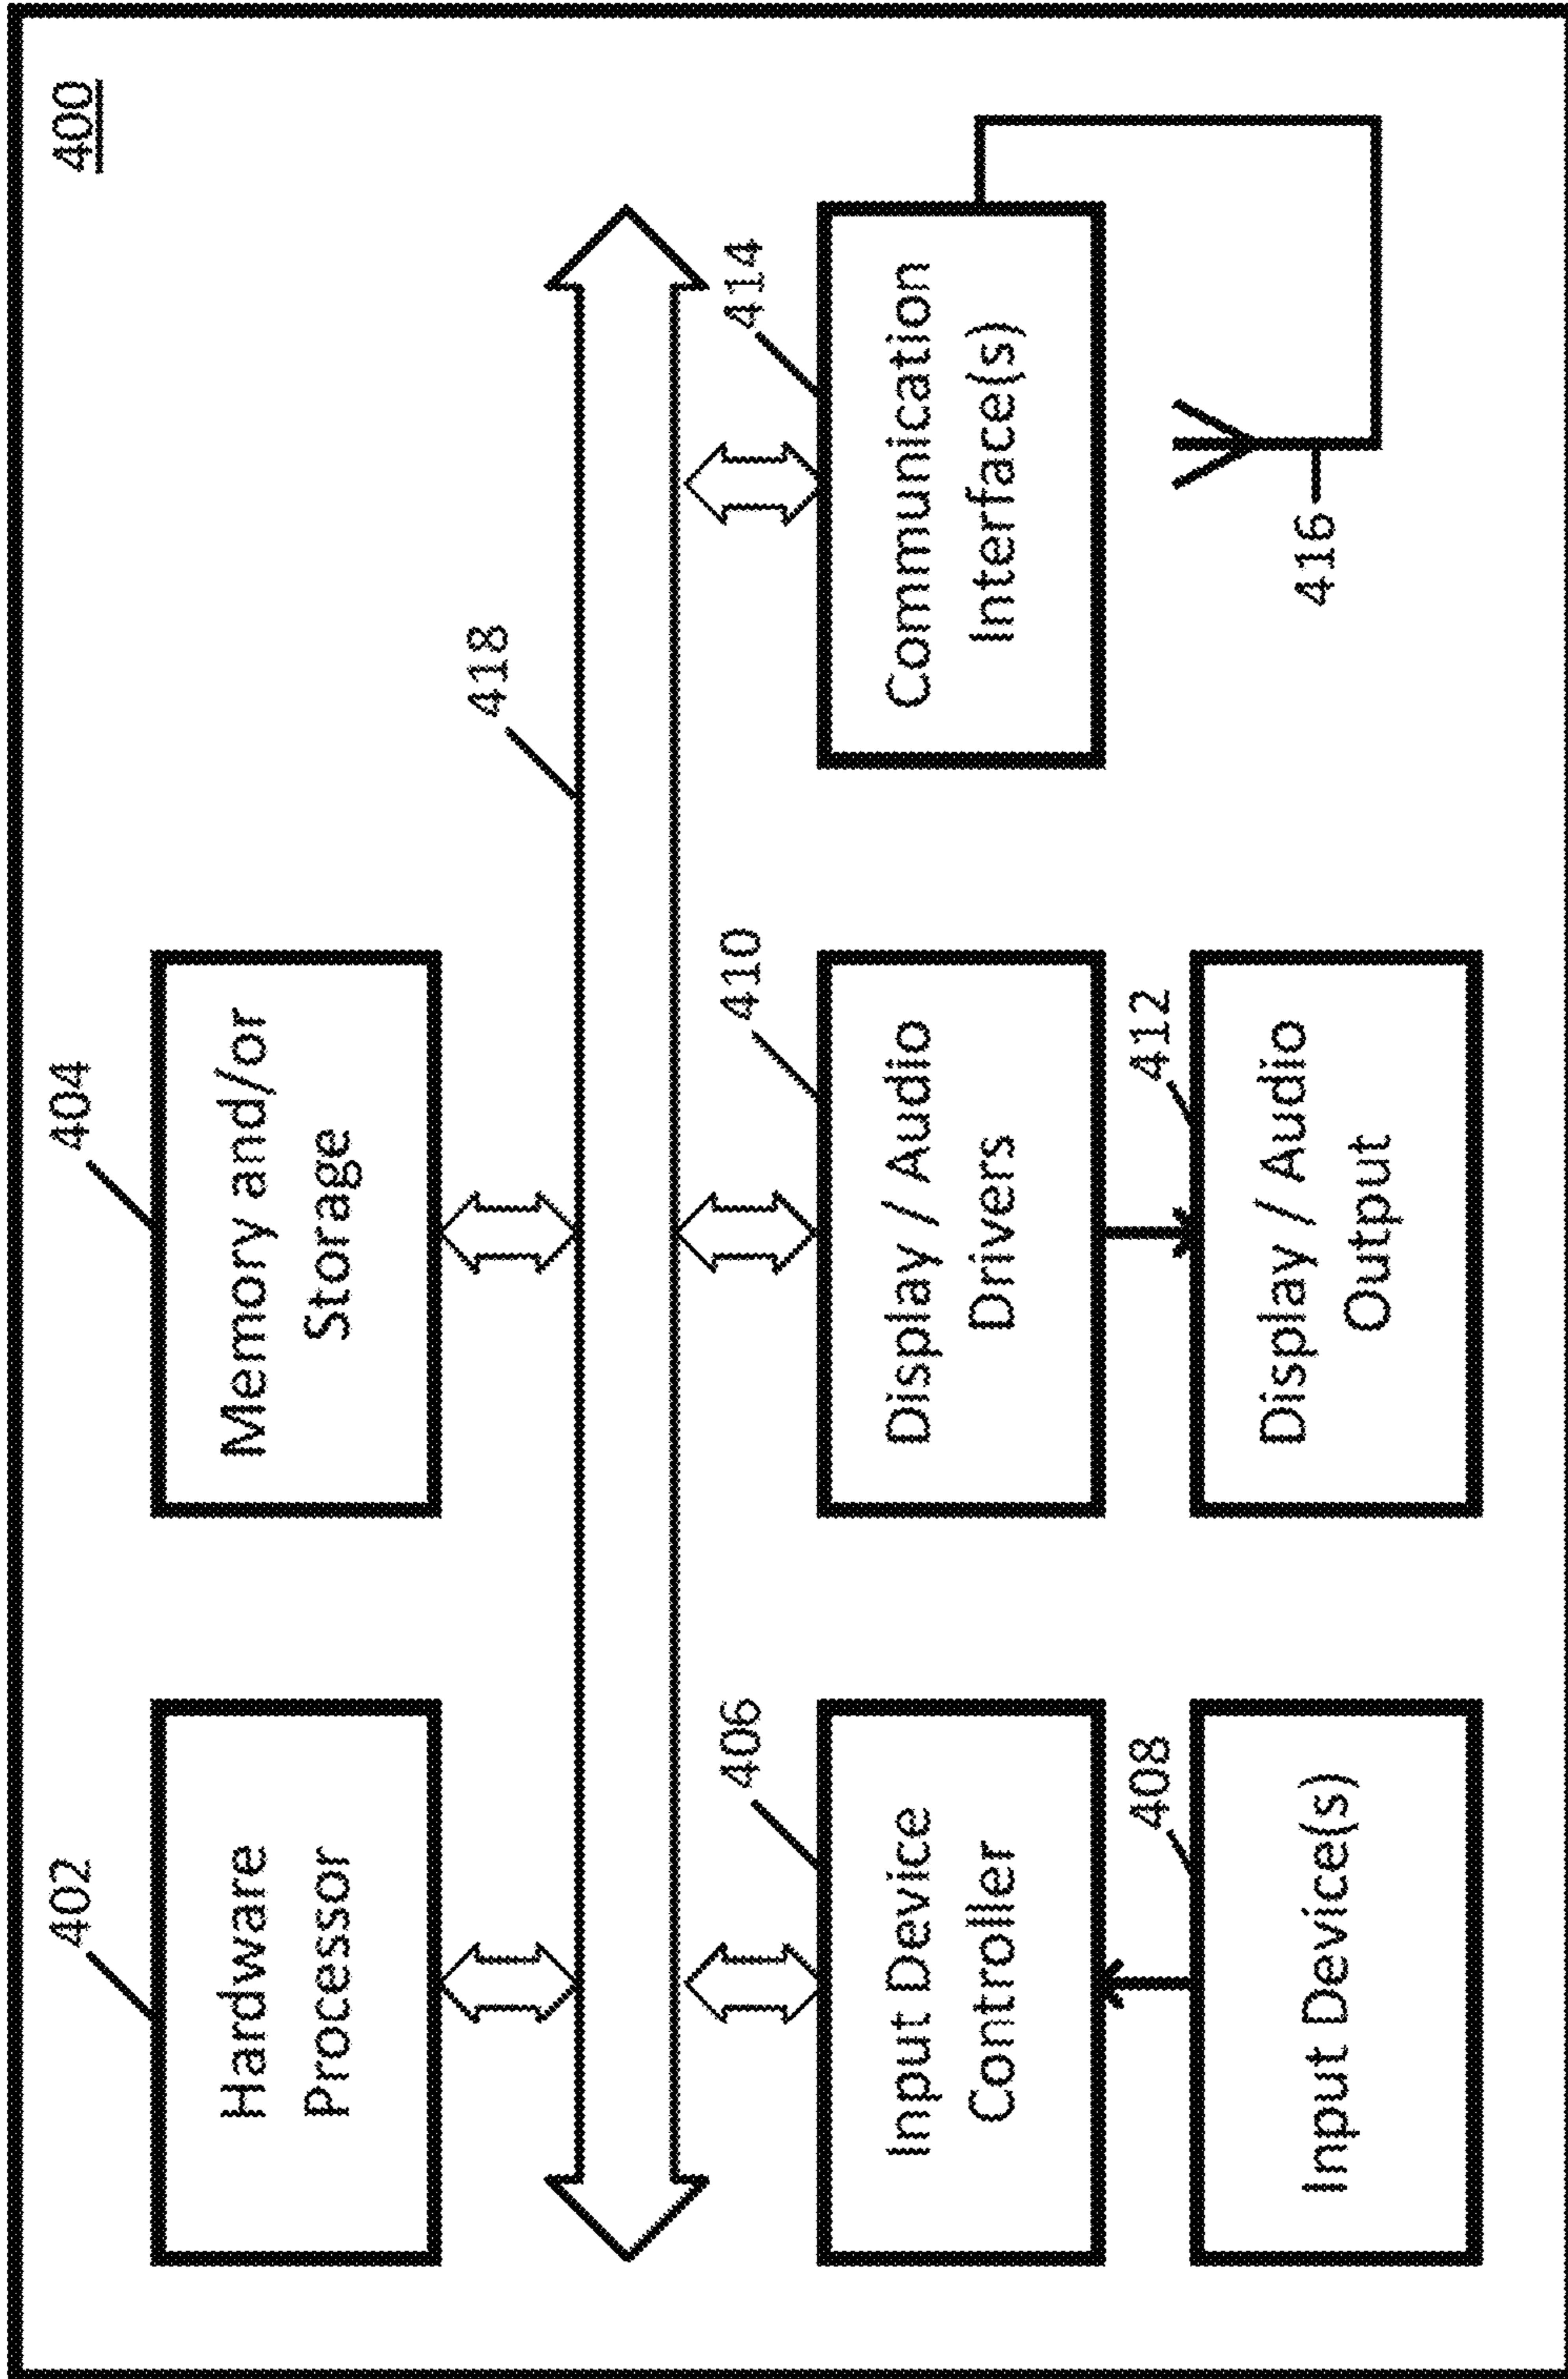 400
402
Hardware
Processor
404
Memory and/or
Storage
418
406
Input Device
Controller
410
Display / Audio
Drivers
414
Communication
Interface(s)
408
Input Device(s)
412
Display / Audio
Output
416